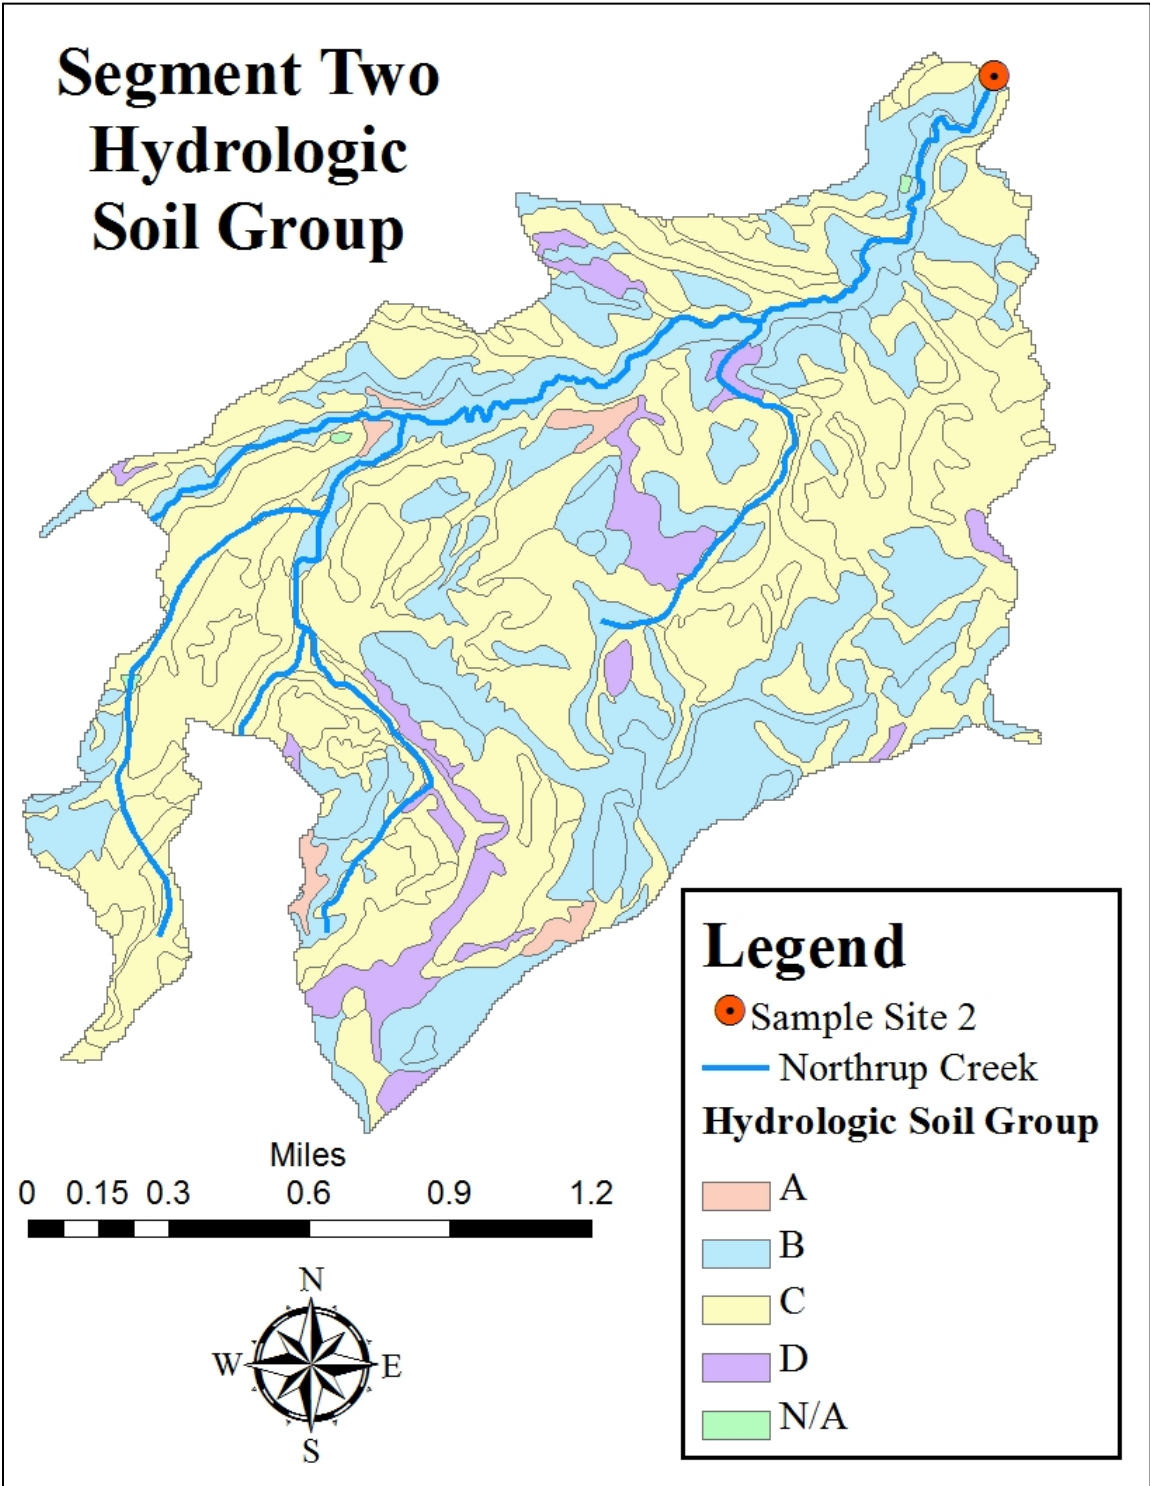 Segment Two
Hydrologic
Soil Group
Legend
Sample Site 2
Northrup Creek
Hydrologic Soil Group
A
B
C
D
N/A
Miles
0 0.15 0.3 0.6 0.9 1.2
N
W E
S